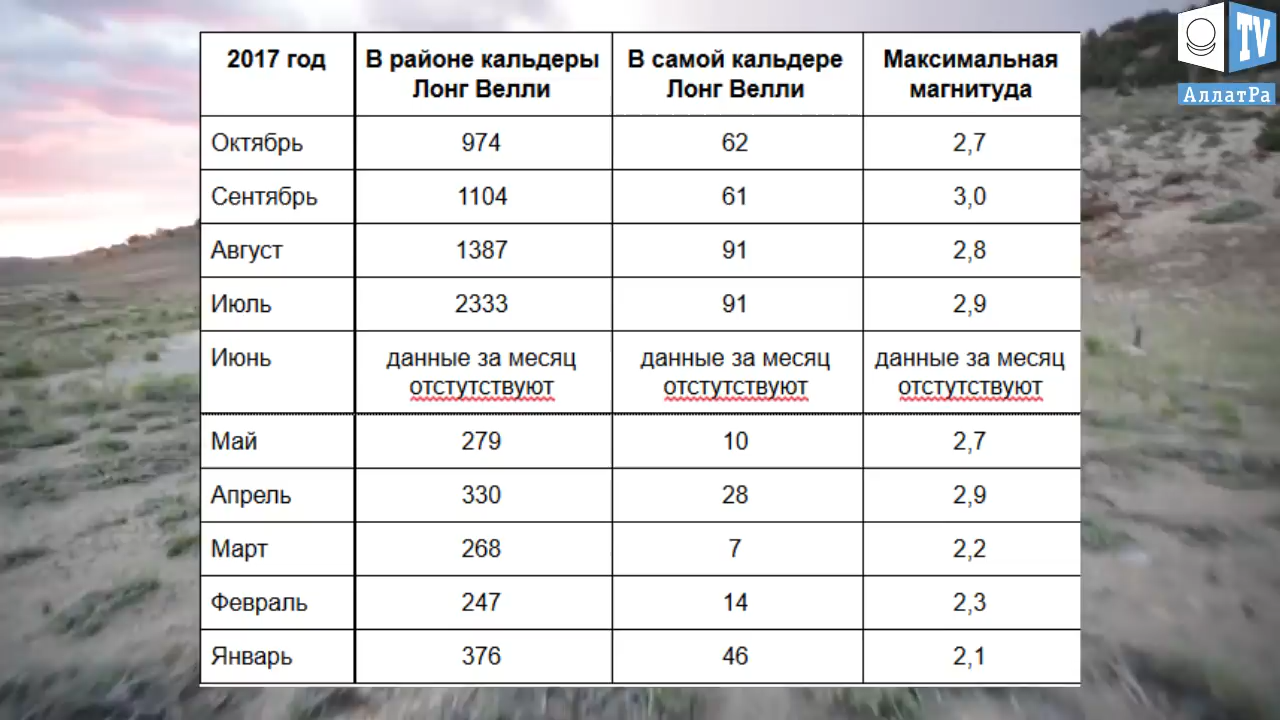 2017 год В районе кальдеры В самой кальдере Максимальная
Лонг Велли Лонг Велли магнитуда
Октябрь 974 62 2,7
Сентябрь 1104 61 3,0
Август 1387 91 2,8
Июль 2333 91 2,9
Июнь данные за месяц данные за месяц данные за месяц
отстутствуют отстутствуют отстутствуют
Май 279 10 2,7
Апрель 330 28 2,9
Март 268 7 2,2
Февраль 247 14 2,3
Январь 376 46 2,1
TV
АллатРа